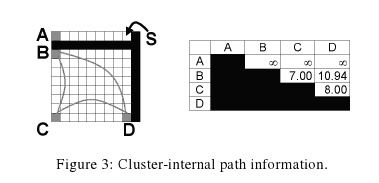 A
B
S
C
D
A B C D
A ∞ ∞ ∞
B 7.00 10.94
C 8.00
D
Figure 3: Cluster-internal path information.